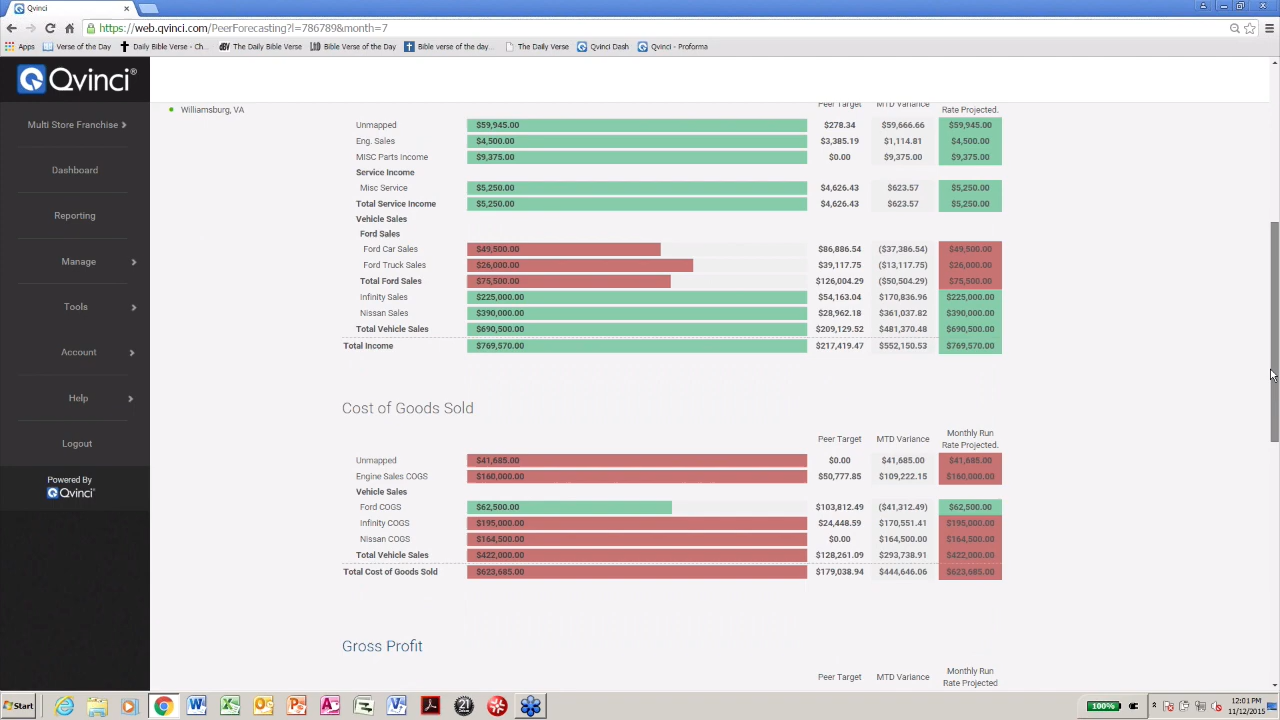 Qvinci
https://web.qvinci.com/PeerForecasting?l=786789&month=7
Apps Verse of the Day Daily Bible Verse - Ch... The Daily Bible Verse Bible Verse of the Day Bible verse of the day... The Daily Verse Qvinci Dash Qvinci - Proforma
Qvinci®
Williamsburg, VA
Peer Target MTD Variance Rate Projected.
Multi Store Franchise
Unmapped $59,945.00 $278.34 $59,666.66 $59,945.00
Eng. Sales $4,500.00 $3,385.19 $1,114.81 $4,500.00
MISC Parts Income $9,375.00 $0.00 $9,375.00 $9,375.00
Dashboard
Service Income
Misc Service $5,250.00 $4,626.43 $623.57 $5,250.00
Total Service Income $5,250.00 $4,626.43 $623.57 $5,250.00
Reporting
Vehicle Sales
Ford Sales
Ford Car Sales $49,500.00 $86,886.54 ($37,386.54) $49,500.00
Manage
Ford Truck Sales $26,000.00 $39,117.75 ($13,117.75) $26,000.00
Total Ford Sales $75,500.00 $126,004.29 ($50,504.29) $75,500.00
Infinity Sales $225,000.00 $54,163.04 $170,836.96 $225,000.00
Tools
Nissan Sales $390,000.00 $28,962.18 $361,037.82 $390,000.00
Total Vehicle Sales $690,500.00 $209,129.52 $481,370.48 $690,500.00
Total Income $769,570.00 $217,419.47 $552,150.53 $769,570.00
Account
Help
Cost of Goods Sold
Peer Target MTD Variance Monthly Run
Rate Projected.
Logout
Unmapped $41,685.00 $0.00 $41,685.00 $41,685.00
Engine Sales COGS $160,000.00 $50,777.85 $109,222.15 $160,000.00
Powered By
Qvinci
Vehicle Sales
Ford COGS $62,500.00 $103,812.49 ($41,312.49) $62,500.00
Infinity COGS $195,000.00 $24,448.59 $170,551.41 $195,000.00
Nissan COGS $164,500.00 $0.00 $164,500.00 $164,500.00
Total Vehicle Sales $422,000.00 $128,261.09 $293,738.91 $422,000.00
Total Cost of Goods Sold $623,685.00 $179,038.94 $444,646.06 $623,685.00
Gross Profit
Peer Target MTD Variance Monthly Run
Rate Projected
Start
100%
12:01 PM
11/12/2015